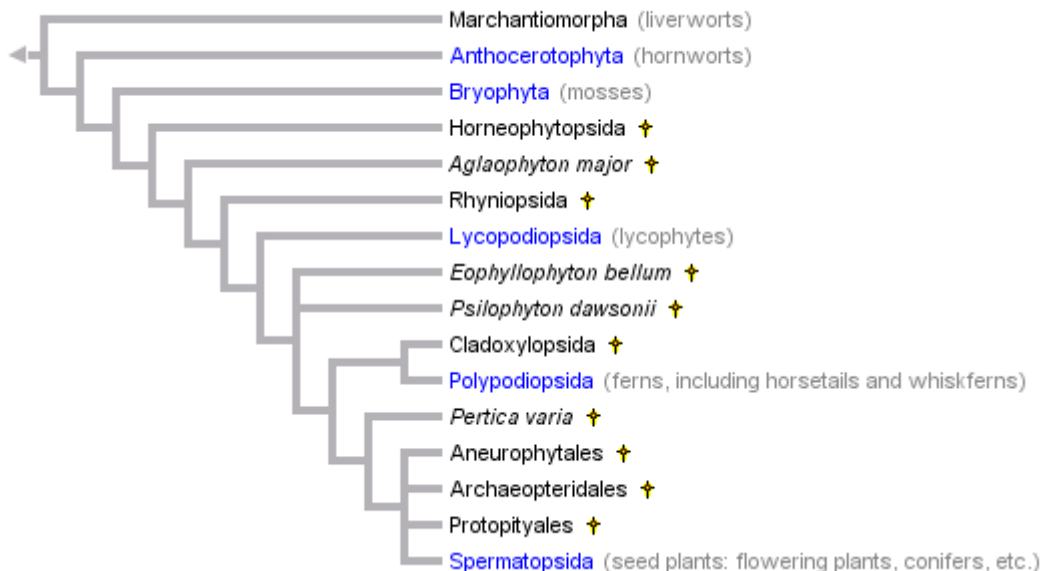 Marchantiomorpha (liverworts)
Anthocerotophyta (hornworts)
Bryophyta (mosses)
Horneophytopsida †
Aglaophyton major †
Rhyniopsida †
Lycopodiopsida (lycophytes)
Eophyllophyton bellum †
Psilophyton dawsonii †
Cladoxylopsida †
Polypodiopsida (ferns, including horsetails and whiskferns)
Pertica varia †
Aneurophytales †
Archaeopteridales †
Protopityales †
Spermatopsida (seed plants: flowering plants, conifers, etc.)